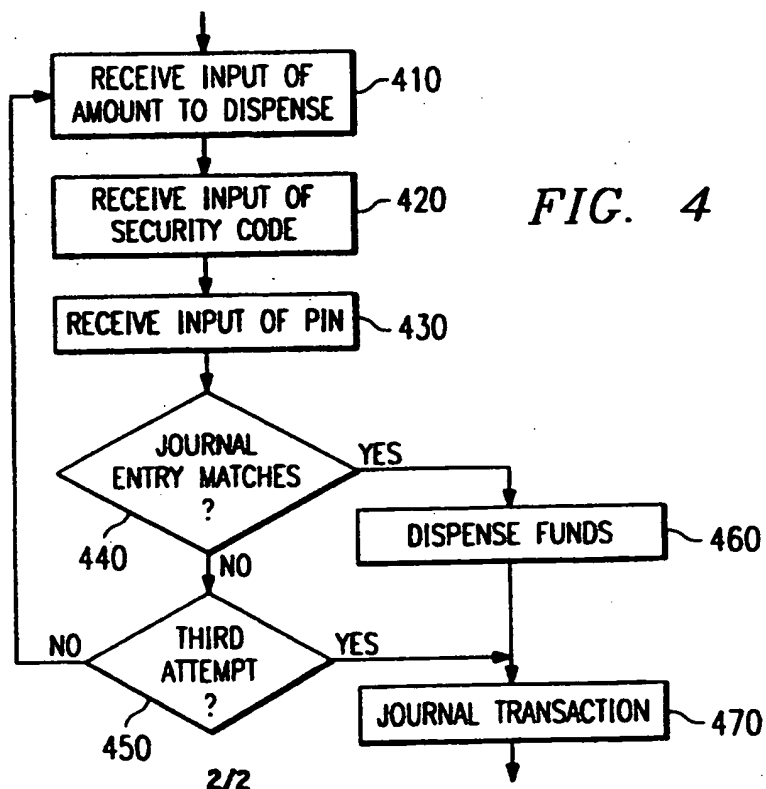 RECEIVE INPUT OF
AMOUNT TO DISPENSE
410
RECEIVE INPUT OF
SECURITY CODE
420
FIG. 4
RECEIVE INPUT OF PIN
430
JOURNAL
ENTRY MATCHES
?
YES
440
NO
DISPENSE FUNDS
460
NO
THIRD
ATTEMPT
?
YES
450
JOURNAL TRANSACTION
470
2/2